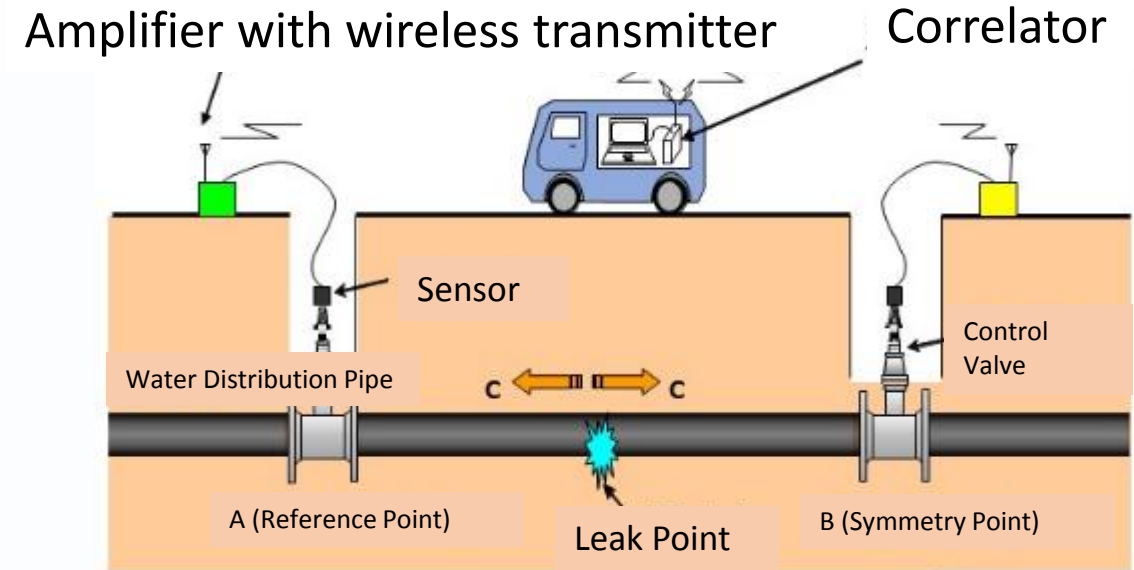 Amplifier with wireless transmitter
Correlator
Sensor
Control
Valve
Water Distribution Pipe
C
C
A (Reference Point)
B (Symmetry Point)
Leak Point